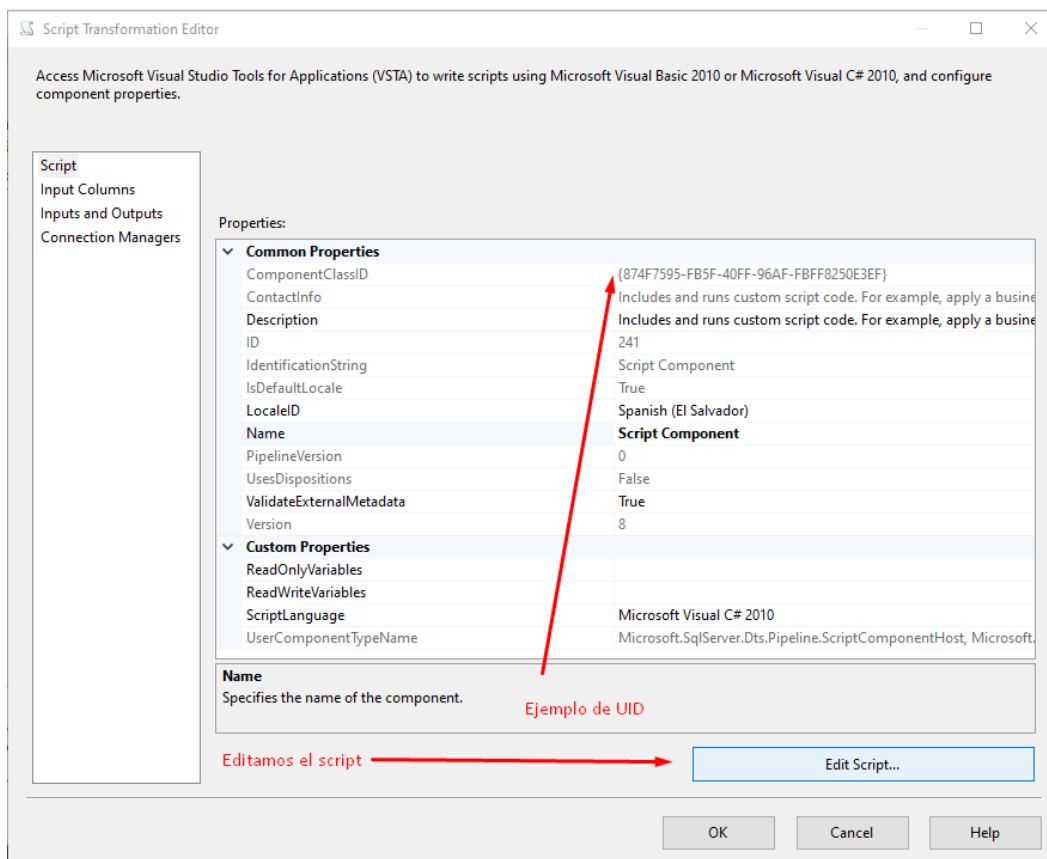 Script Transformation Editor
Access Microsoft Visual Studio Tools for Applications (VSTA) to write scripts using Microsoft Visual Basic 2010 or Microsoft Visual C# 2010, and configure
component properties.
Script
Input Columns
Inputs and Outputs
Connection Managers
Properties:
Common Properties
ComponentClassID {874F7595-FB5F-40FF-96AF-FBFF8250E3EF}
ContactInfo Includes and runs custom script code. For example, apply a busine
Description Includes and runs custom script code. For example, apply a busine
ID 241
IdentificationString Script Component
IsDefaultLocale True
LocaleID Spanish (El Salvador)
Name Script Component
PipelineVersion 0
UsesDispositions False
ValidateExternalMetadata True
Version 8
Custom Properties
ReadOnlyVariables
ReadWriteVariables
ScriptLanguage Microsoft Visual C# 2010
UserComponentTypeName Microsoft.SqlServer.Dts.Pipeline.ScriptComponentHost, Microsoft.
Name
Specifies the name of the component.
Ejemplo de UID
Editamos el script
Edit Script...
OK Cancel Help